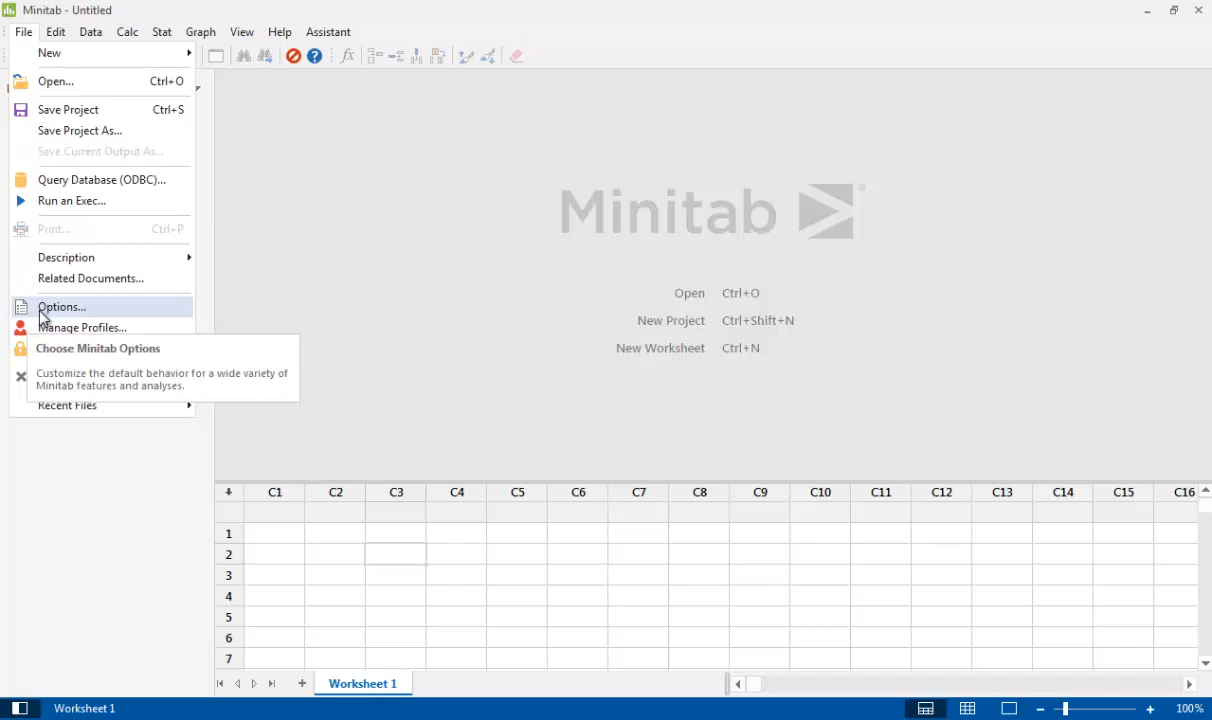 Minitab - Untitled
File Edit Data Calc Stat Graph View Help Assistant
New
Open... Ctrl+O
Save Project Ctrl+S
Save Project As...
Save Current Output As...
Query Database (ODBC)...
Run an Exec...
Print... Ctrl+P
Description
Related Documents...
Options...
Manage Profiles...
Choose Minitab Options
Customize the default behavior for a wide variety of
Minitab features and analyses.
Recent Files
Minitab
Open Ctrl+O
New Project Ctrl+Shift+N
New Worksheet Ctrl+N
C1 C2 C3 C4 C5 C6 C7 C8 C9 C10 C11 C12 C13 C14 C15 C16
1
2
3
4
5
6
7
Worksheet 1
Worksheet 1 100%